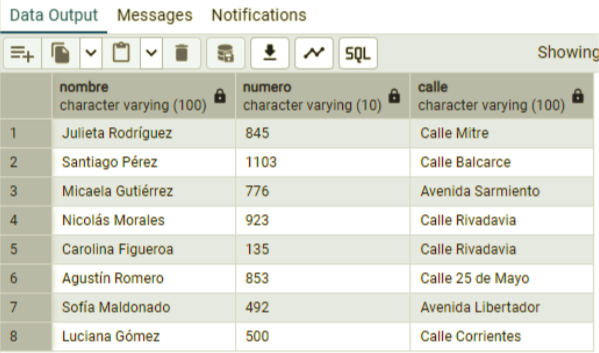 Data Output Messages Notifications
SQL Showing
nombre numero calle
character varying (100) character varying (10) character varying (100)
1 Julieta Rodríguez 845 Calle Mitre
2 Santiago Pérez 1103 Calle Balcarce
3 Micaela Gutiérrez 776 Avenida Sarmiento
4 Nicolás Morales 923 Calle Rivadavia
5 Carolina Figueroa 135 Calle Rivadavia
6 Agustín Romero 853 Calle 25 de Mayo
7 Sofía Maldonado 492 Avenida Libertador
8 Luciana Gómez 500 Calle Corrientes